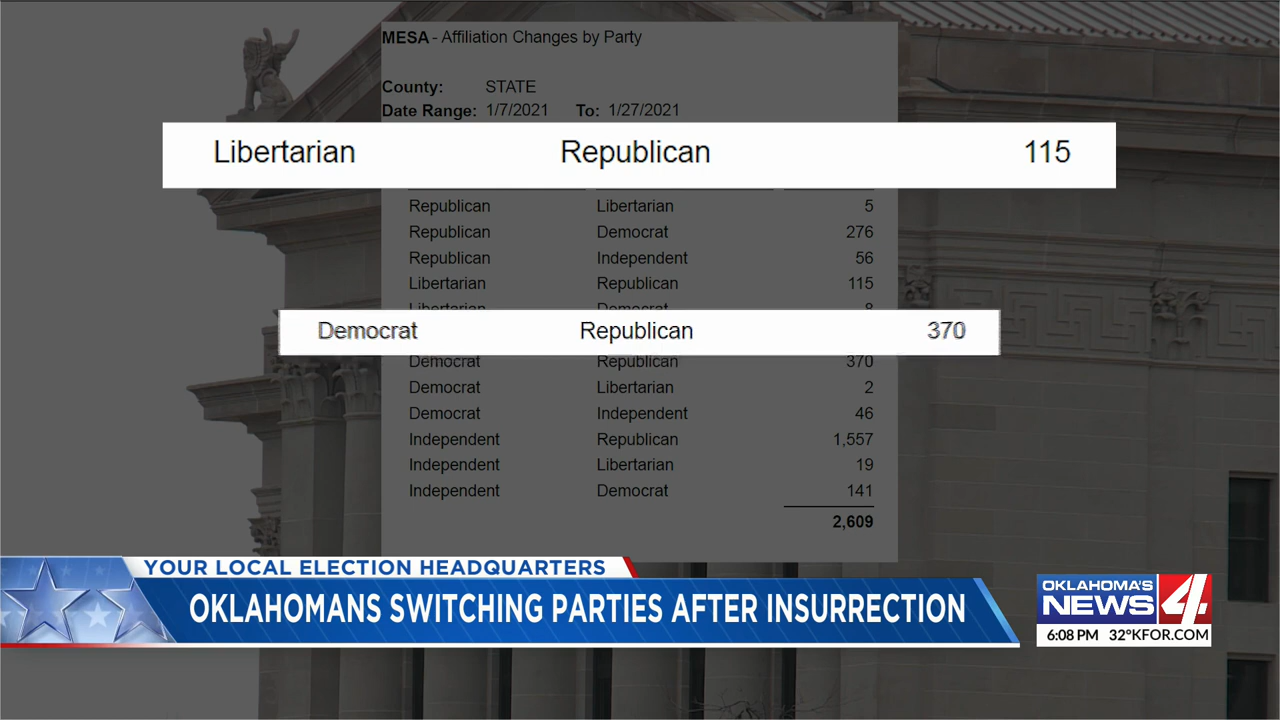 MESA - Affiliation Changes by Party
County: STATE
Date Range: 1/7/2021 To: 1/27/2021
Libertarian Republican 115
Republican Libertarian 5
Republican Democrat 276
Republican Independent 56
Libertarian Republican 115
Libertarian Democrat 8
Democrat Republican 370
Democrat Republican 370
Democrat Libertarian 2
Democrat Independent 46
Independent Republican 1,557
Independent Libertarian 19
Independent Democrat 141
2,609
YOUR LOCAL ELECTION HEADQUARTERS
OKLAHOMANS SWITCHING PARTIES AFTER INSURRECTION
OKLAHOMA'S
NEWS 4
6:08 PM 32° KFOR.COM